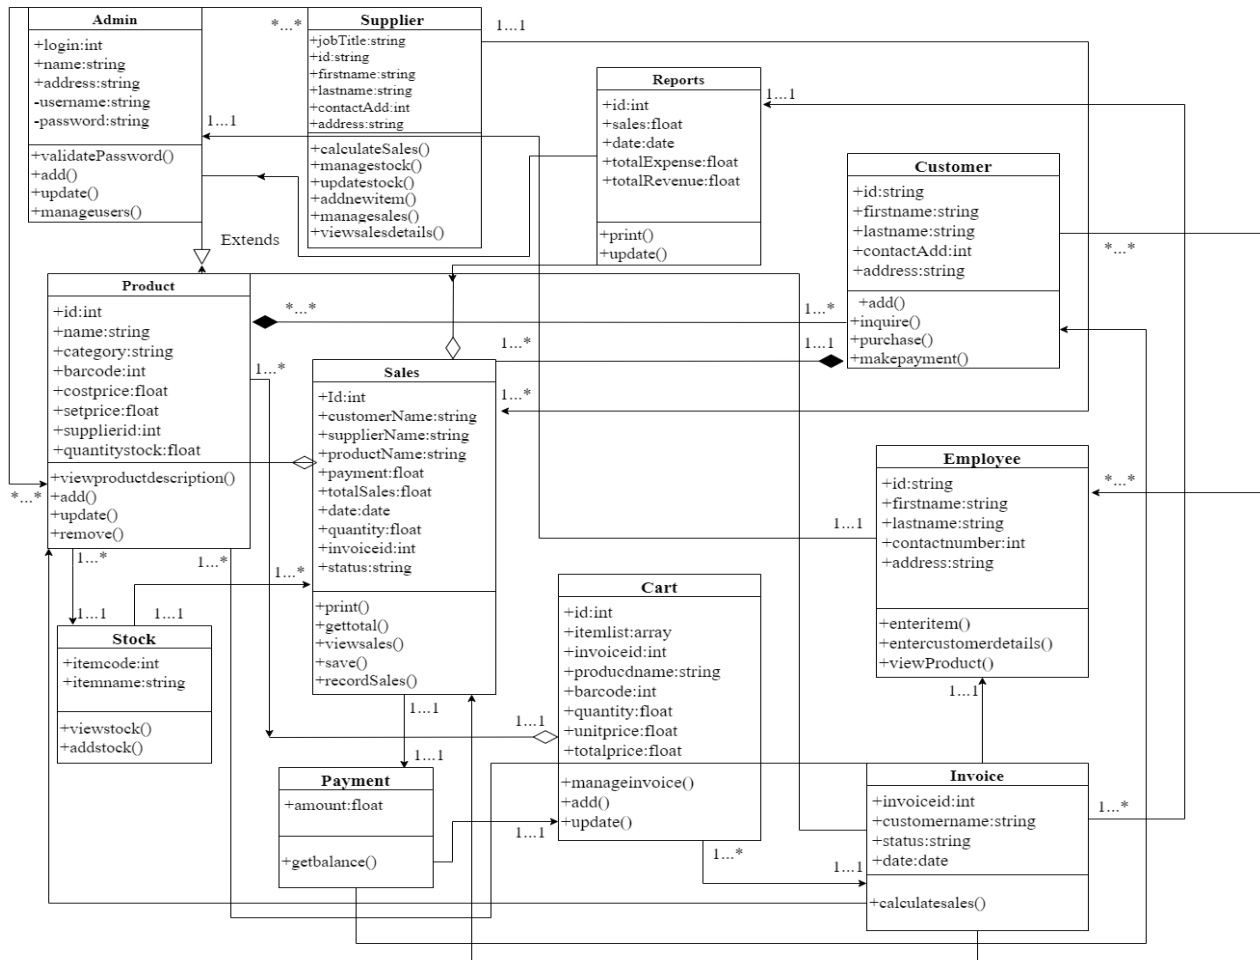 Admin
+login:int
+name:string
+address:string
-username:string
-password:string
+validatePassword()
+add()
+update()
+manageusers()
*...*
Supplier
+jobTitle:string
+id:string
+firstname:string
+lastname:string
+contactAdd:int
+address:string
+calculateSales()
+managestock()
+updatestock()
+addnewitem()
+managesales()
+viewsalesdetails()
1...1
1...1
Reports
+id:int
+sales:float
+date:date
+totalExpense:float
+totalRevenue:float
+print()
+update()
1...1
Customer
+id:string
+firstname:string
+lastname:string
+contactAdd:int
+address:string
+add()
+inquire()
+purchase()
+makepayment()
*...*
Extends
Product
+id:int
+name:string
+category:string
+barcode:int
+costprice:float
+setprice:float
+supplierid:int
+quantitystock:float
+viewproductdescription()
+add()
+update()
+remove()
*...*
1...*
1...*
1...1
1...*
1...*
*...*
Sales
+Id:int
+customerName:string
+supplierName:string
+productName:string
+payment:float
+totalSales:float
+date:date
+quantity:float
+invoiceid:int
+status:string
+print()
+gettotal()
+viewsales()
+save()
+recordSales()
Employee
+id:string
+firstname:string
+lastname:string
+contactnumber:int
+address:string
+enteritem()
+entercustomerdetails()
+viewProduct()
*...*
1...1
1...*
1...*
1...*
1...1
1...1
Stock
+itemcode:int
+itemname:string
+viewstock()
+addstock()
Cart
+id:int
+itemlist:array
+invoiceid:int
+producdname:string
+barcode:int
+quantity:float
+unitprice:float
+totalprice:float
+manageinvoice()
+add()
+update()
1...1
1...1
1...1
1...1
Payment
+amount:float
+getbalance()
1...1
1...*
1...1
Invoice
+invoiceid:int
+customername:string
+status:string
+date:date
+calculatesales()
1...*